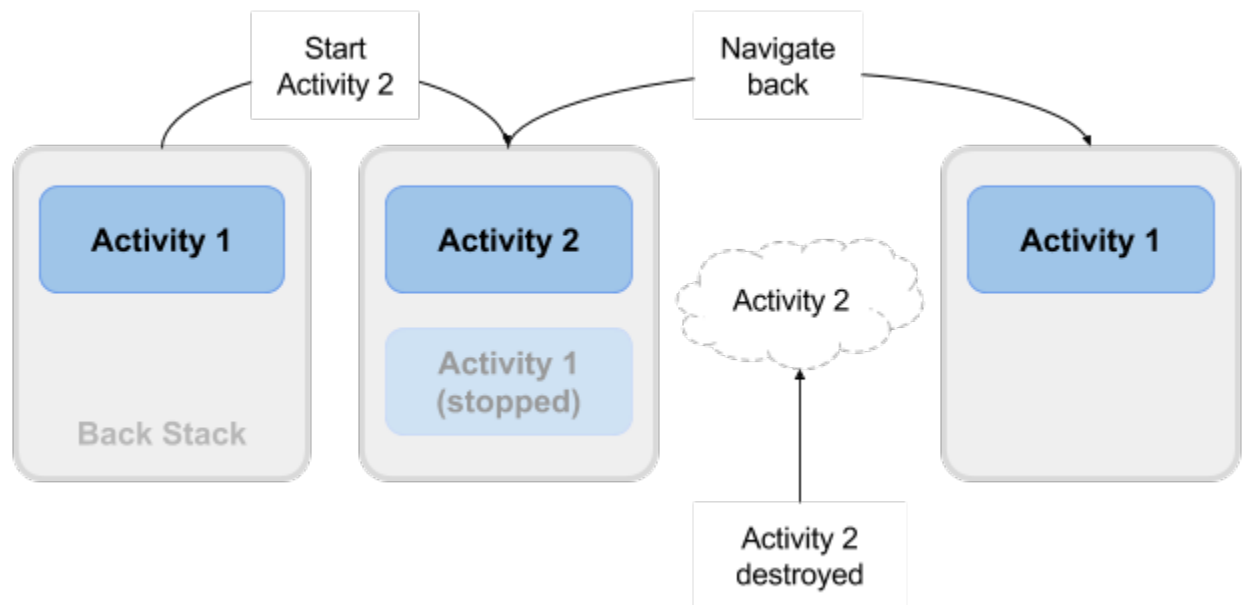 Start
Activity 2
Navigate
back
Activity 1
Back Stack
Activity 2
Activity 1
(stopped)
Activity 2
Activity 2
destroyed
Activity 1